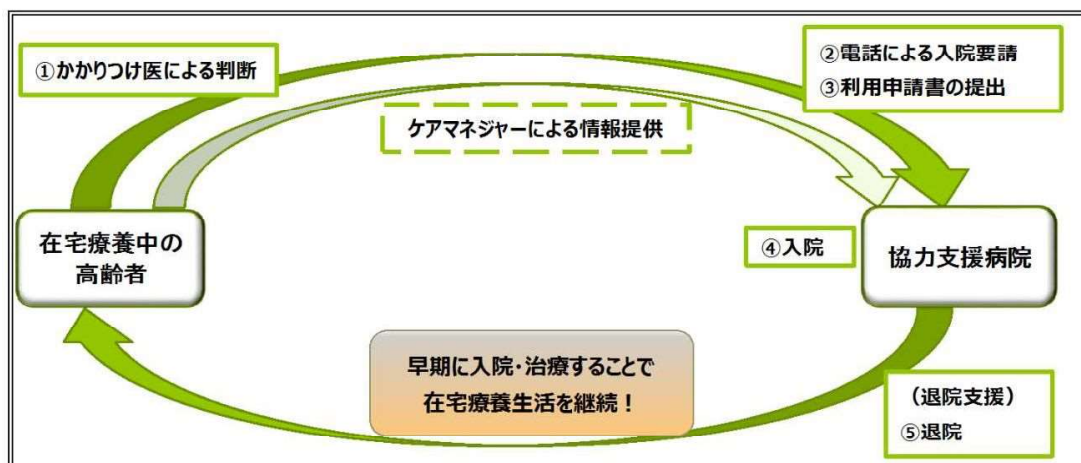 ①かかりつけ医による判断
②電話による入院要請
③利用申請書の提出
ケアマネジャーによる情報提供
在宅療養中の
高齢者
④入院
協力支援病院
早期に入院・治療することで
在宅療養生活を継続！
（退院支援）
⑤退院